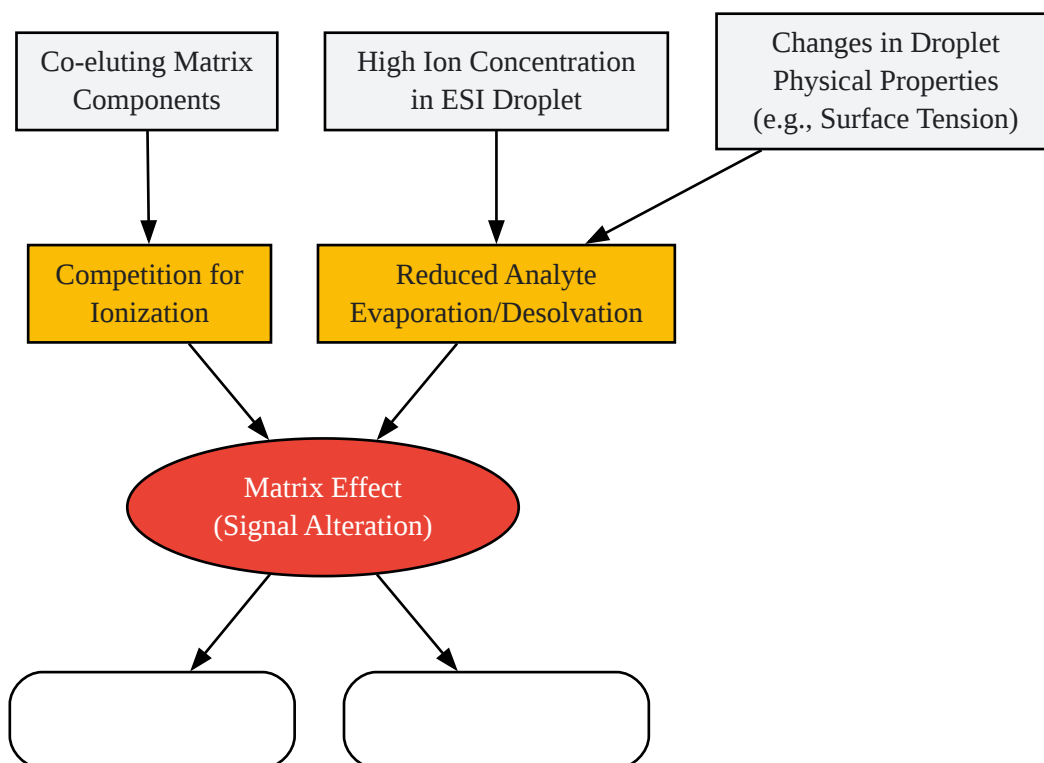 Co-eluting Matrix
Components
High Ion Concentration
in ESI Droplet
Changes in Droplet
Physical Properties
(e.g., Surface Tension)
Competition for
Ionization
Reduced Analyte
Evaporation/Desolvation
Matrix Effect
(Signal Alteration)